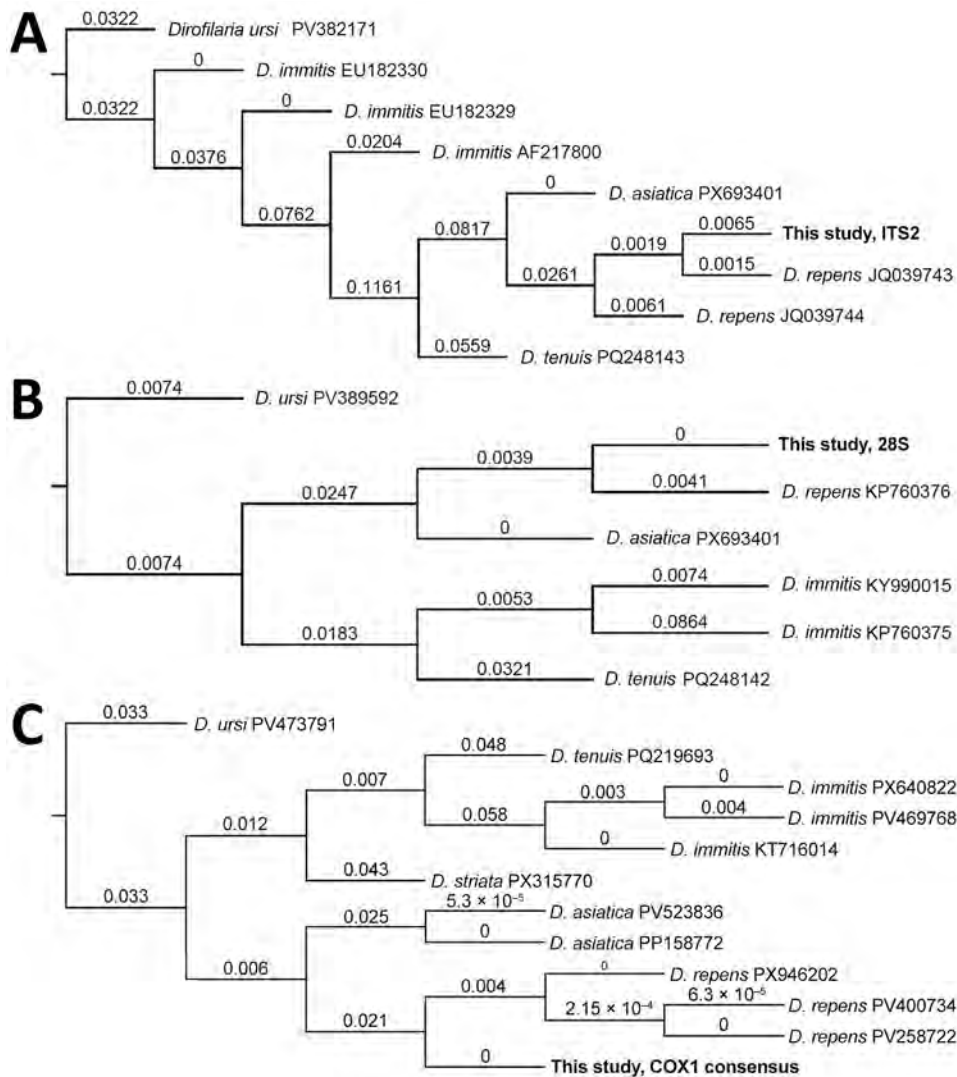 A
0.0322
Dirofilaria ursi PV382171
0
D. immitis EU182330
0.0322
0
D. immitis EU182329
0.0376
0.0204
D. immitis AF217800
0
D. asiatica PX693401
0.0762
0.0817
0.0065
This study, ITS2
0.0019
0.0015
D. repens JQ039743
0.0261
0.1161
0.0061
D. repens JQ039744
0.0559
D. tenuis PQ248143
B
0.0074
D. ursi PV389592
0
This study, 28S
0.0039
0.0041
D. repens KP760376
0.0247
0
D. asiatica PX693401
0.0074
0.0074
D. immitis KY990015
0.0053
0.0864
D. immitis KP760375
0.0183
0.0321
D. tenuis PQ248142
C
0.033
D. ursi PV473791
0.048
D. tenuis PQ219693
0.007
0
D. immitis PX640822
0.003
0.004
D. immitis PV469768
0.058
0.012
0
D. immitis KT716014
0.043
D. striata PX315770
0.033
5.3 × 10⁻⁵
D. asiatica PV523836
0.025
0
D. asiatica PP158772
0.006
0
D. repens PX946202
0.004
6.3 × 10⁻⁵
D. repens PV400734
2.15 × 10⁻⁴
0.021
0
D. repens PV258722
0
This study, COX1 consensus